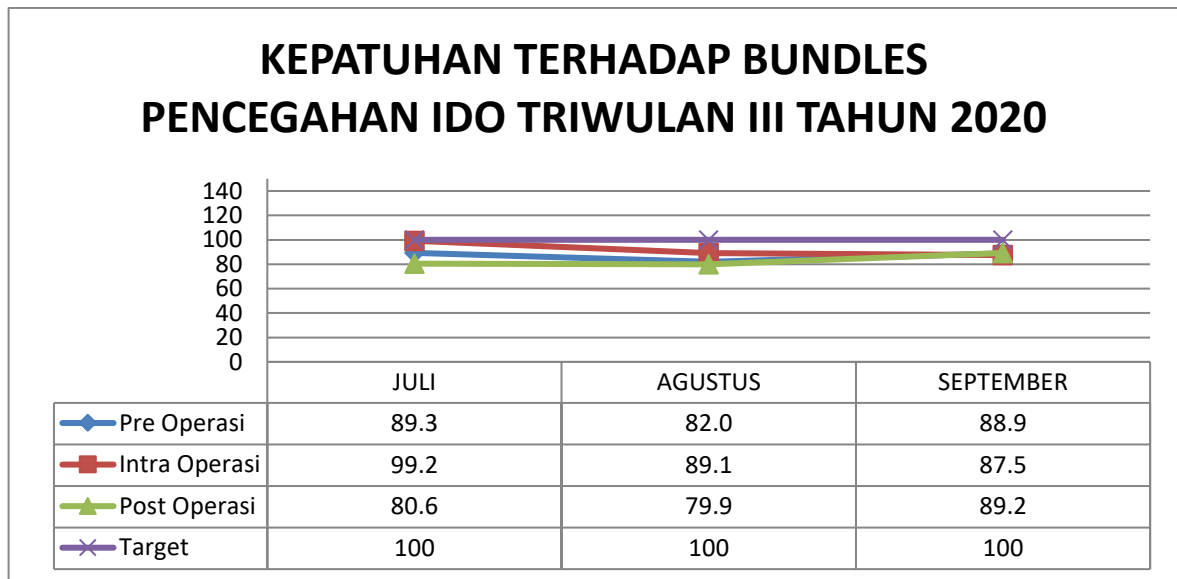 KEPATUHAN TERHADAP BUNDLES
PENCEGAHAN IDO TRIWULAN III TAHUN 2020
140
120
100
80
60
40
20
0
JULI AGUSTUS SEPTEMBER
Pre Operasi 89.3 82.0 88.9
Intra Operasi 99.2 89.1 87.5
Post Operasi 80.6 79.9 89.2
Target 100 100 100